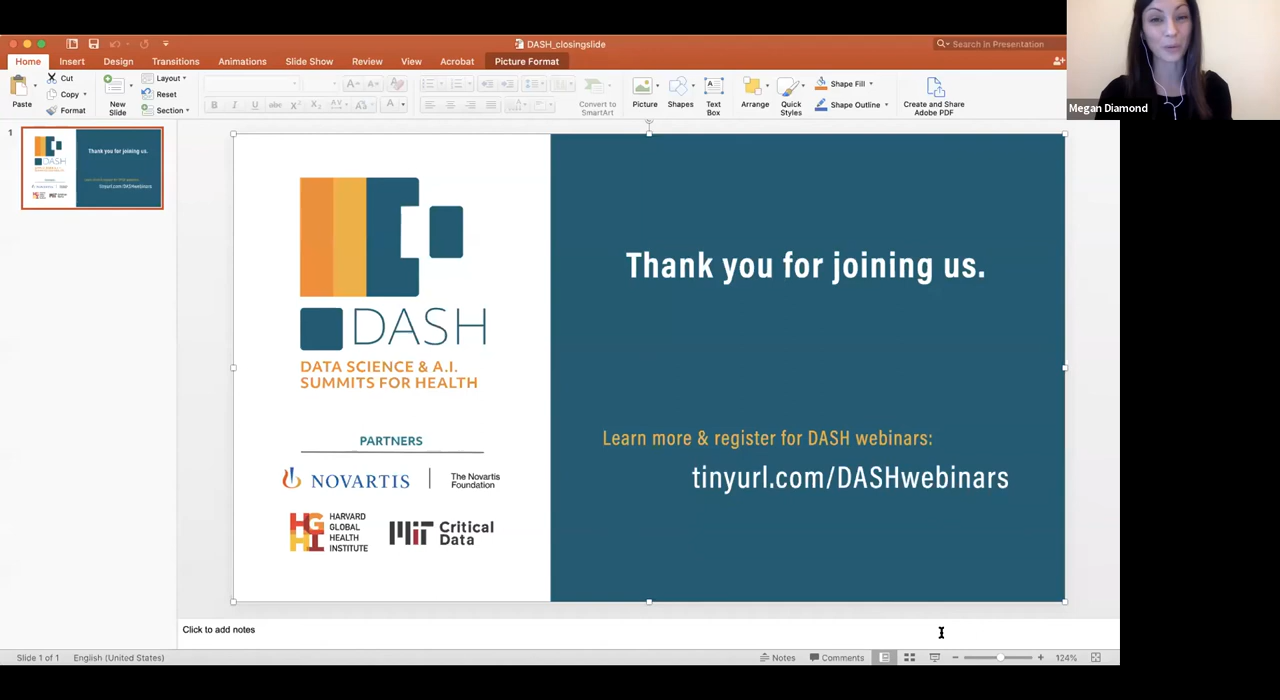 DASH_closingslide
Search in Presentation
Home Insert Design Transitions Animations Slide Show Review View Acrobat Picture Format
Paste
Cut
Copy
Format
New Slide
Layout
Reset
Section
Convert to SmartArt
Picture
Shapes
Text Box
Arrange
Quick Styles
Shape Fill
Shape Outline
Create and Share Adobe PDF
Megan Diamond
1
DASH
DATA SCIENCE & A.I.
SUMMITS FOR HEALTH
PARTNERS
NOVARTIS
The Novartis
Foundation
HGHI
HARVARD
GLOBAL
HEALTH
INSTITUTE
MIT Critical
Data
Thank you for joining us.
Learn more & register for DASH webinars:
tinyurl.com/DASHwebinars
Click to add notes
Slide 1 of 1 English (United States) Notes Comments 124%